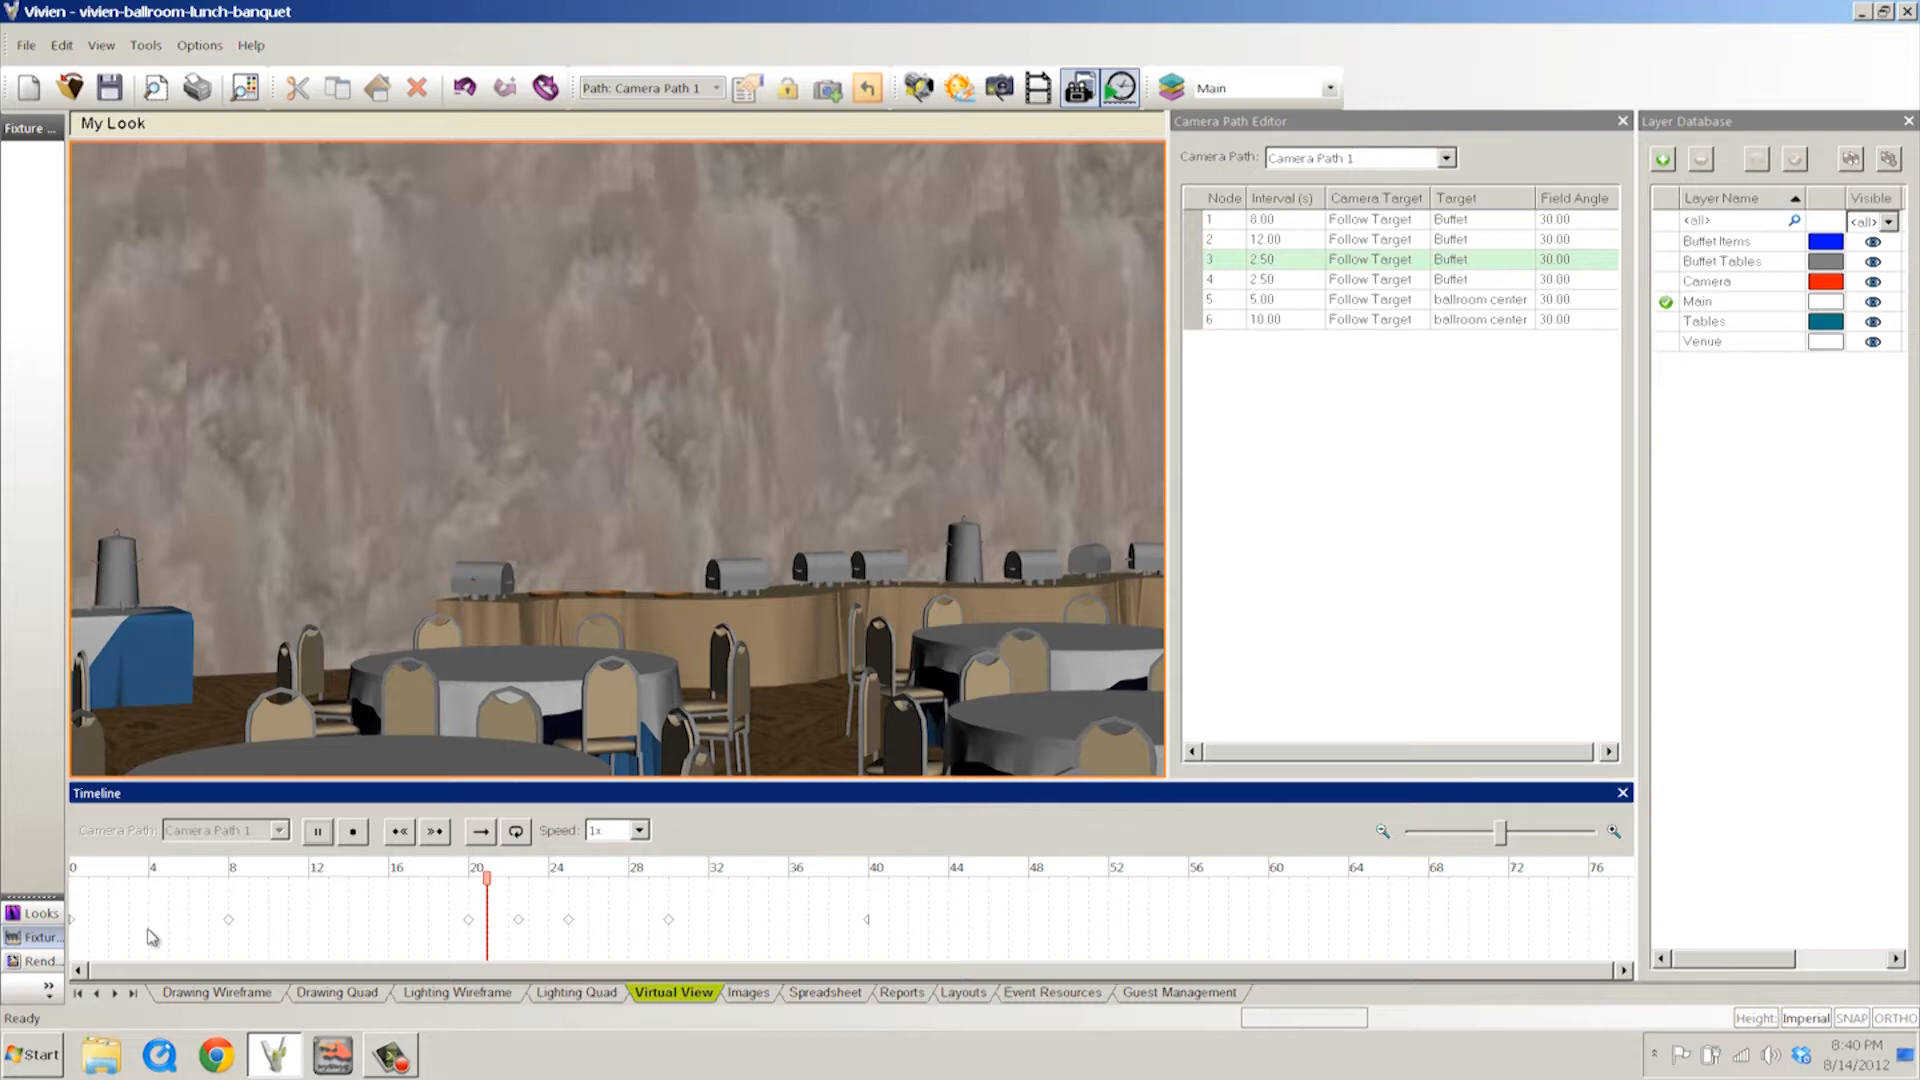 Vivien - vivien-ballroom-lunch-banquet
File Edit View Tools Options Help
Path: Camera Path 1
Main
Fixture ...
My Look
Camera Path Editor
Camera Path: Camera Path 1
Node Interval (s) Camera Target Target Field Angle
1 8.00 Follow Target Buffet 30.00
2 12.00 Follow Target Buffet 30.00
3 2.50 Follow Target Buffet 30.00
4 2.50 Follow Target Buffet 30.00
5 5.00 Follow Target ballroom center 30.00
6 10.00 Follow Target ballroom center 30.00
Layer Database
Layer Name Visible
<all> <all>
Buffet Items
Buffet Tables
Camera
Main
Tables
Venue
Timeline
Camera Path: Camera Path 1 Speed: 1x
0 4 8 12 16 20 24 28 32 36 40 44 48 52 56 60 64 68 72 76
Looks
Fixtur...
Rend...
Drawing Wireframe Drawing Quad Lighting Wireframe Lighting Quad Virtual View Images Spreadsheet Reports Layouts Event Resources Guest Management
Ready
Height: Imperial SNAP ORTHO
Start
8:40 PM
8/14/2012